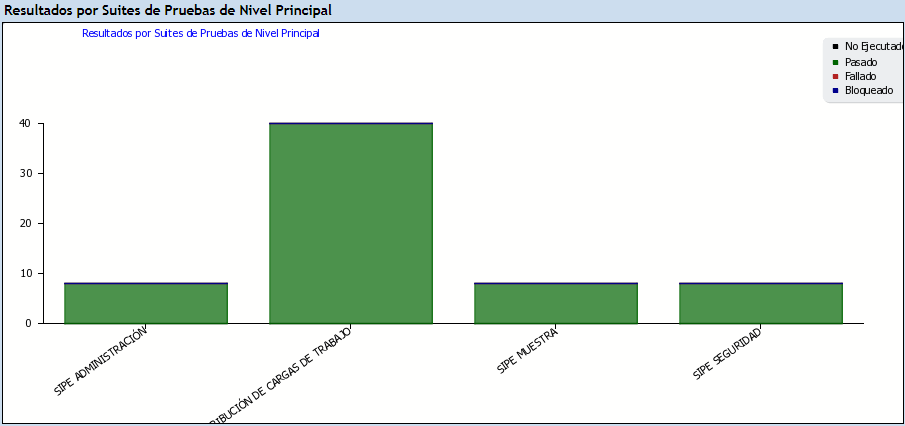 Resultados por Suites de Pruebas de Nivel Principal
Resultados por Suites de Pruebas de Nivel Principal
No Ejecutado
Pasado
Fallado
Bloqueado
40
30
20
10
0
SIPE ADMINISTRACIÓN
RIBUCIÓN DE CARGAS DE TRABAJO
SIPE MUESTRA
SIPE SEGURIDAD